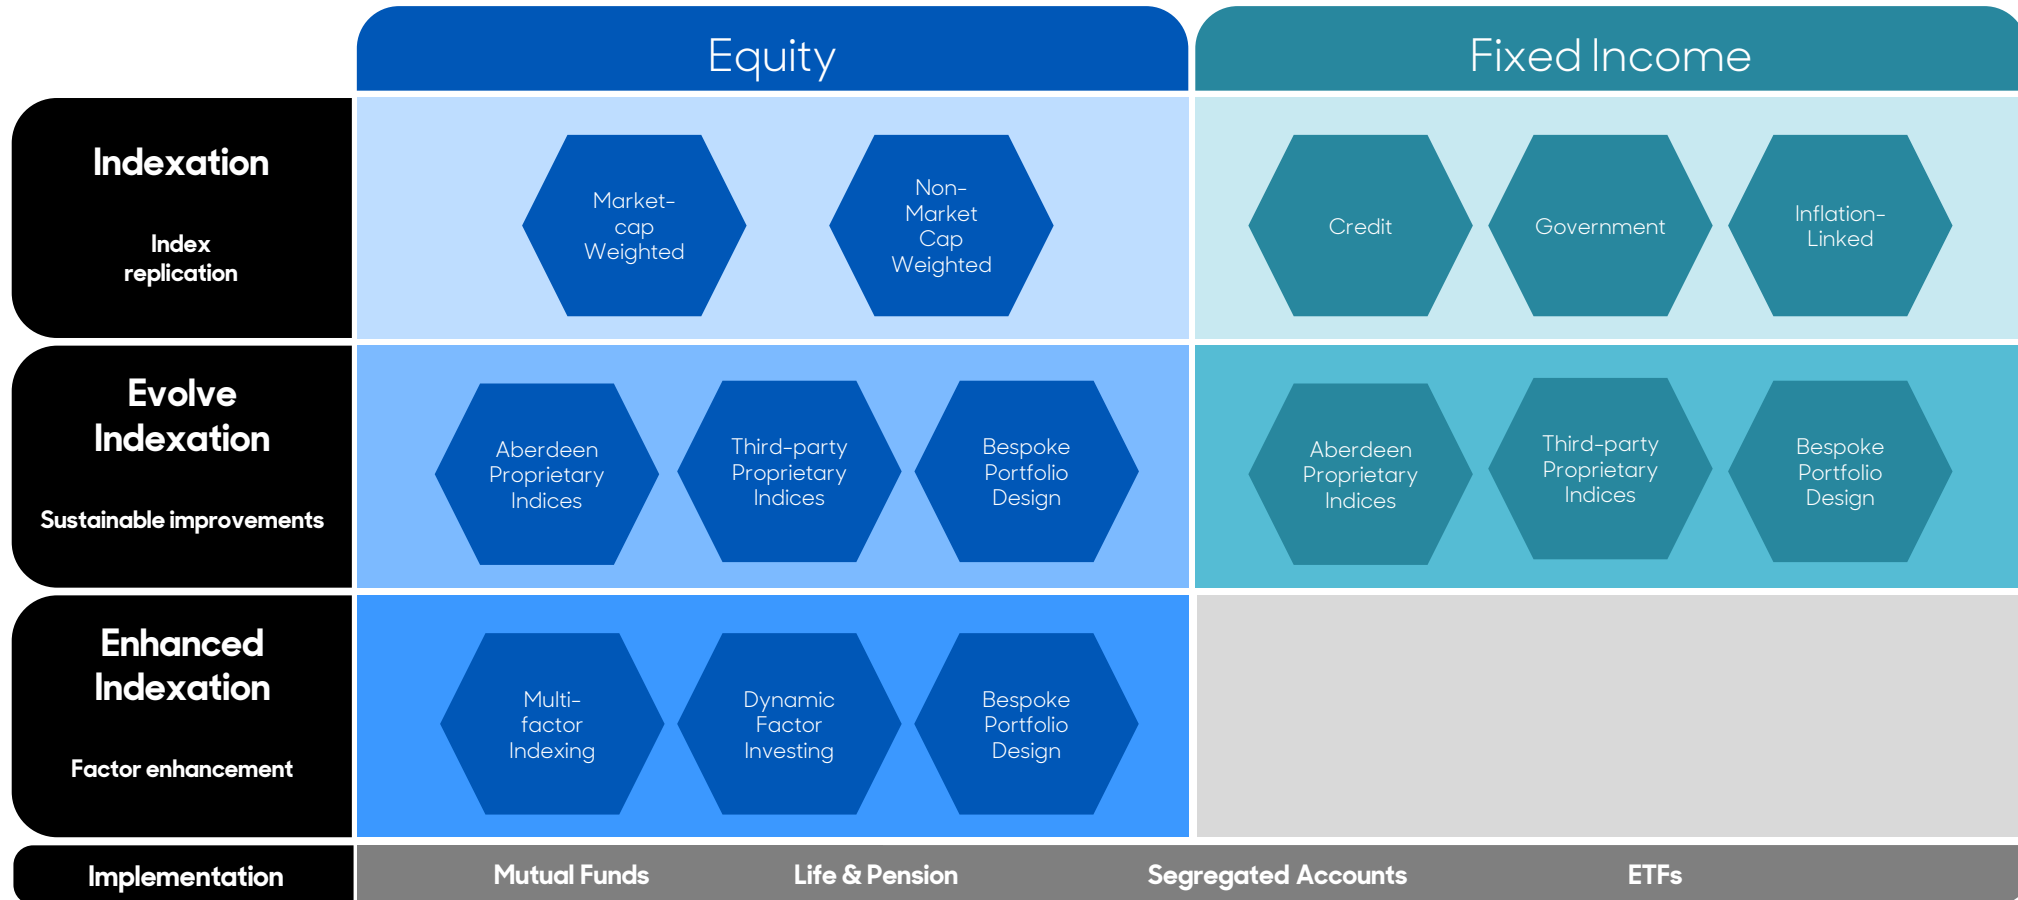 Equity
Fixed Income
Indexation
Index
replication
Market-
cap
Weighted
Non-
Market
Cap
Weighted
Credit
Government
Inflation-
Linked
Evolve
Indexation
Sustainable improvements
Aberdeen
Proprietary
Indices
Third-party
Proprietary
Indices
Bespoke
Portfolio
Design
Aberdeen
Proprietary
Indices
Third-party
Proprietary
Indices
Bespoke
Portfolio
Design
Enhanced
Indexation
Factor enhancement
Multi-
factor
Indexing
Dynamic
Factor
Investing
Bespoke
Portfolio
Design
Implementation
Mutual Funds
Life & Pension
Segregated Accounts
ETFs